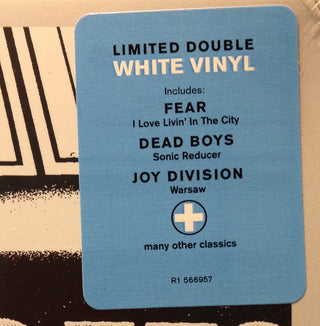 LIMITED DOUBLE
WHITE VINYL
Includes:
FEAR
I Love Livin' In The City
DEAD BOYS
Sonic Reducer
JOY DIVISION
Warsaw
many other classics
R1 566957